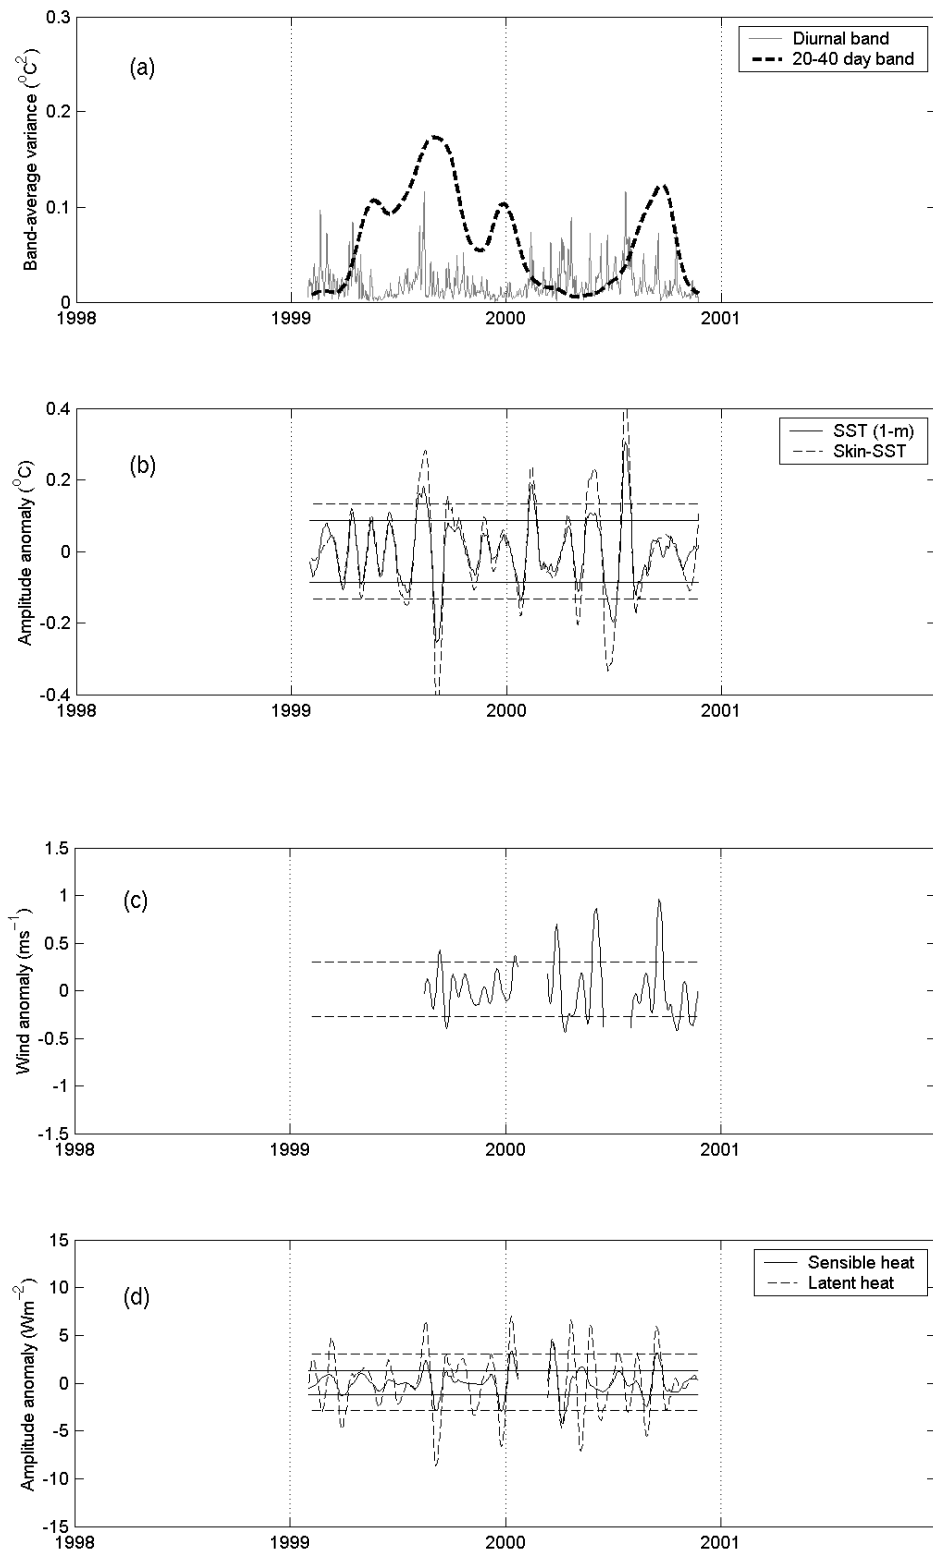 0.3
0.2
0.1
0
Band-average variance (°C²)
(a)
Diurnal band
20-40 day band
1998
1999
2000
2001
0.4
0.2
0
-0.2
-0.4
Amplitude anomaly (°C)
(b)
SST (1-m)
Skin-SST
1998
1999
2000
2001
1.5
1
0.5
0
-0.5
-1
-1.5
Wind anomaly (ms⁻¹)
(c)
1998
1999
2000
2001
15
10
5
0
-5
-10
-15
Amplitude anomaly (Wm⁻²)
(d)
Sensible heat
Latent heat
1998
1999
2000
2001